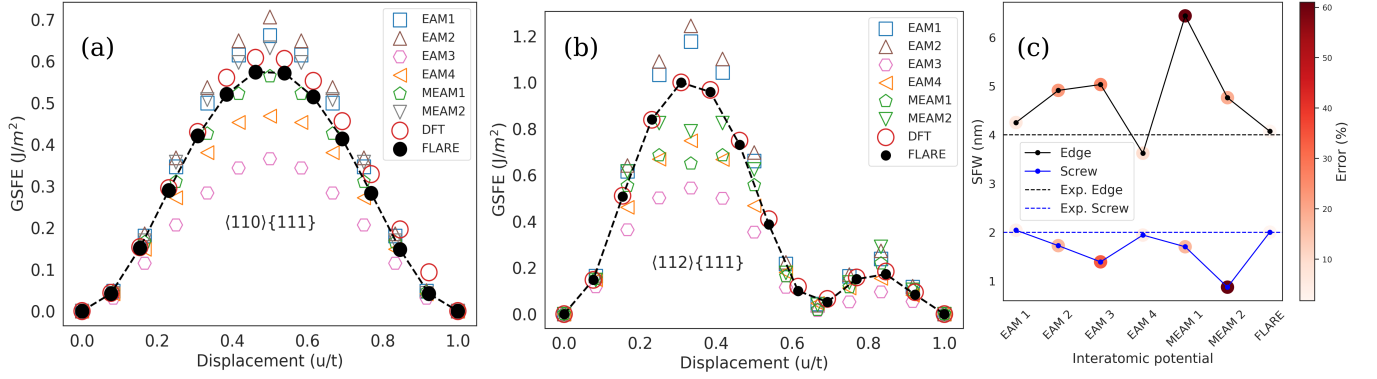 (a)
GSFE (J/m²)
0.7
0.6
0.5
0.4
0.3
0.2
0.1
0.0
EAM1
EAM2
EAM3
EAM4
MEAM1
MEAM2
DFT
FLARE
⟨110⟩{111}
0.0 0.2 0.4 0.6 0.8 1.0
Displacement (u/t)
(b)
GSFE (J/m²)
1.2
1.0
0.8
0.6
0.4
0.2
0.0
EAM1
EAM2
EAM3
EAM4
MEAM1
MEAM2
DFT
FLARE
⟨112⟩{111}
0.0 0.2 0.4 0.6 0.8 1.0
Displacement (u/t)
(c)
SFW (nm)
6
5
4
3
2
1
Edge
Screw
Exp. Edge
Exp. Screw
EAM 1
EAM 2
EAM 3
EAM 4
MEAM 1
MEAM 2
FLARE
Interatomic potential
60
50
40
30
20
10
Error (%)